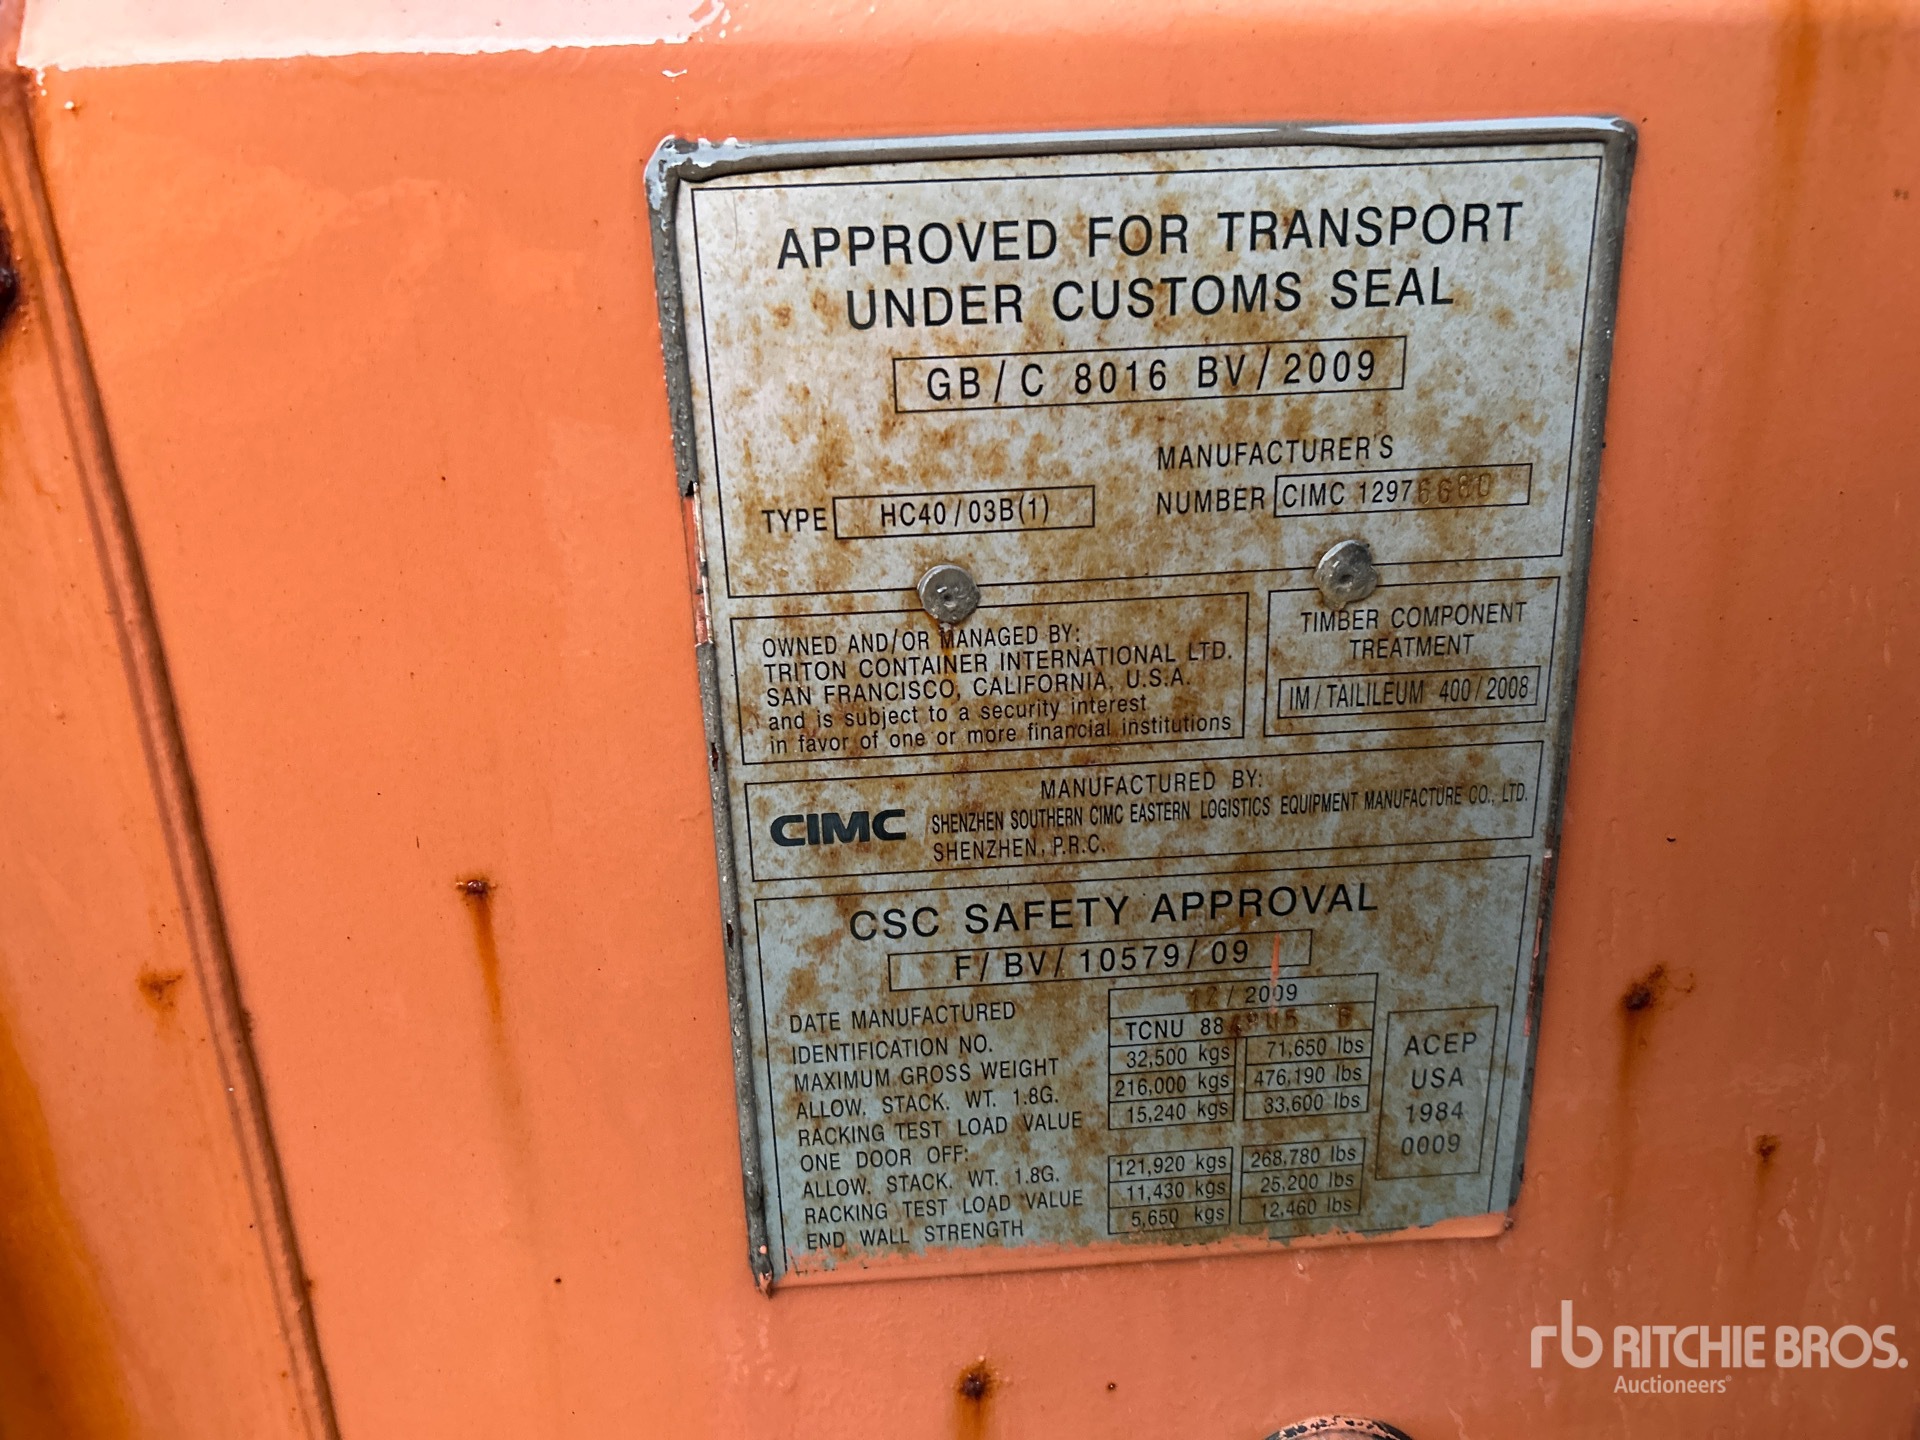 APPROVED FOR TRANSPORT
UNDER CUSTOMS SEAL
GB/C 8016 BV/2009
TYPE HC40/03B(1)
MANUFACTURER'S
NUMBER CIMC 12976680
OWNED AND/OR MANAGED BY:
TRITON CONTAINER INTERNATIONAL LTD.
SAN FRANCISCO, CALIFORNIA, U.S.A.
and is subject to a security interest
in favor of one or more financial institutions
TIMBER COMPONENT
TREATMENT
IM/TAILILEUM 400/2008
MANUFACTURED BY:
CIMC SHENZHEN SOUTHERN CIMC EASTERN LOGISTICS EQUIPMENT MANUFACTURE CO., LTD.
SHENZHEN, P.R.C.
CSC SAFETY APPROVAL
F/BV/10579/09
DATE MANUFACTURED 12/2009
IDENTIFICATION NO. TCNU
MAXIMUM GROSS WEIGHT 32,500 kgs 71,650 lbs
ALLOW. STACK. WT. 1.8G. 216,000 kgs 476,190 lbs
RACKING TEST LOAD VALUE 15,240 kgs 33,600 lbs
ONE DOOR OFF:
ALLOW. STACK. WT. 1.8G. 121,920 kgs 268,780 lbs
RACKING TEST LOAD VALUE 11,430 kgs 25,200 lbs
END WALL STRENGTH 5,650 kgs 12,460 lbs
ACEP
USA
1984
0009
rb RITCHIE BROS.
Auctioneers